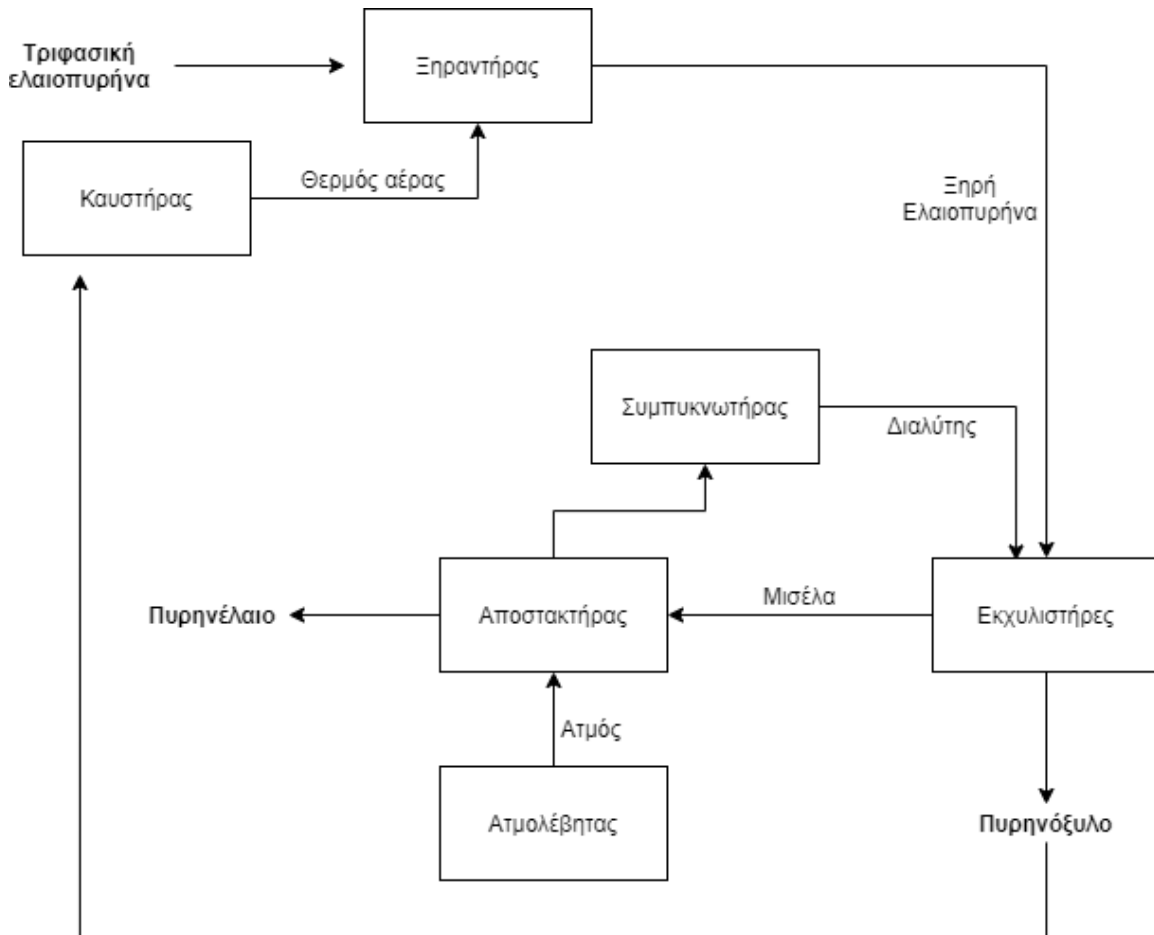 Τριφασική
ελαιοπυρήνα
Ξηραντήρας
Καυστήρας
Θερμός αέρας
Ξηρή
Ελαιοπυρήνα
Συμπυκνωτήρας
Διαλύτης
Πυρηνέλαιο
Αποστακτήρας
Μισέλα
Εκχυλιστήρες
Ατμός
Ατμολέβητας
Πυρηνόξυλο